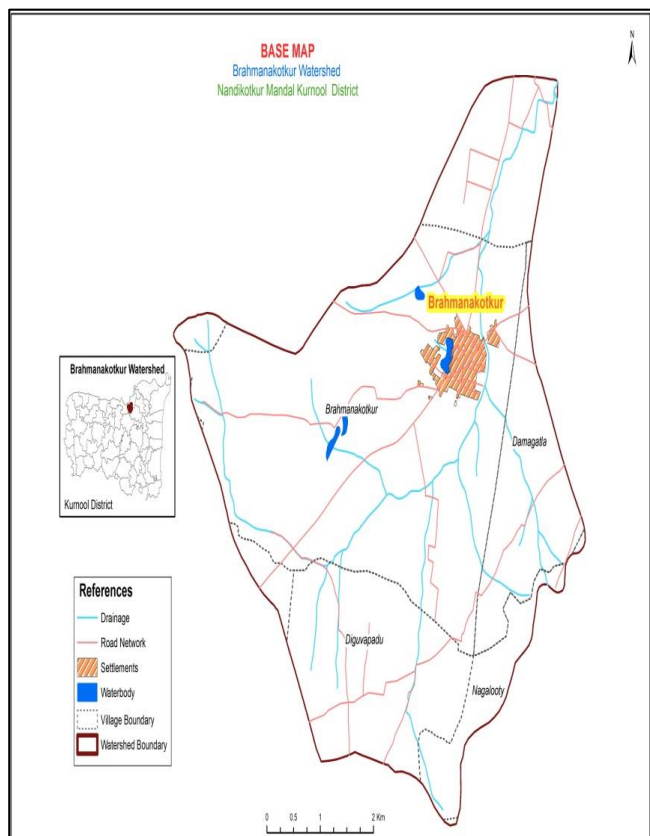 N
BASE MAP
Brahmanakotkur Watershed
Nandikotkur Mandal Kurnool District
Brahmanakotkur
Brahmanakotkur Watershed
Kurnool District
Brahmanakotkur
Damagatla
References
Drainage
Road Network
Settlements
Waterbody
Village Boundary
Watershed Boundary
Diguvapadu
Nagalooty
0 0.5 1 2 Km